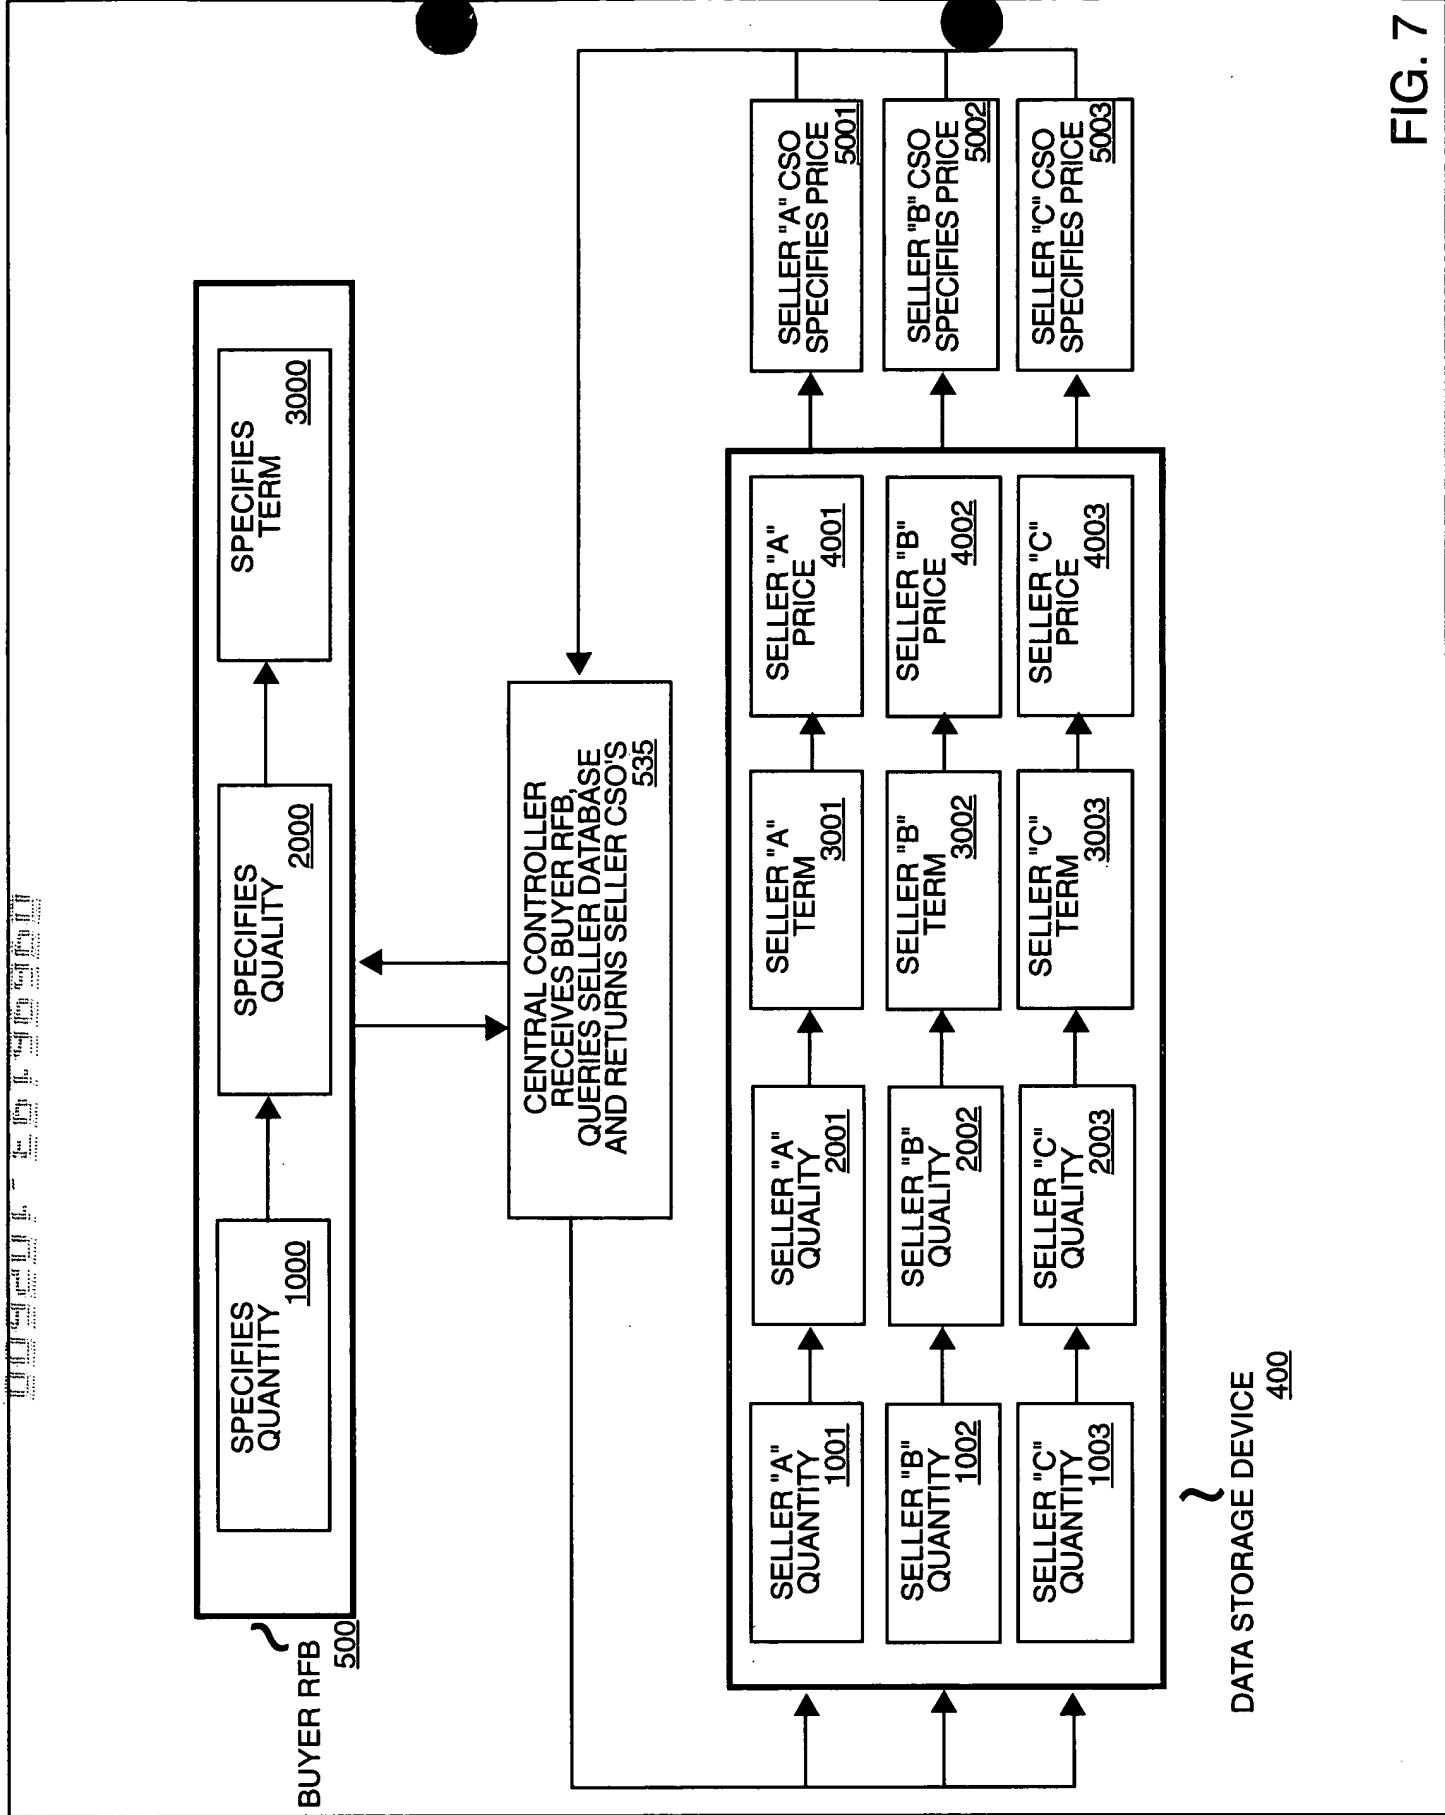 BUYER RFB
500
SPECIFIES
QUANTITY
1000
SPECIFIES
QUALITY
2000
SPECIFIES
TERM
3000
CENTRAL CONTROLLER
RECEIVES BUYER RFB,
QUERIES SELLER DATABASE
AND RETURNS SELLER CSO'S
535
SELLER "A"
QUANTITY
1001
SELLER "A"
QUALITY
2001
SELLER "A"
TERM
3001
SELLER "A"
PRICE
4001
SELLER "A" CSO
SPECIFIES PRICE
5001
SELLER "B"
QUANTITY
1002
SELLER "B"
QUALITY
2002
SELLER "B"
TERM
3002
SELLER "B"
PRICE
4002
SELLER "B" CSO
SPECIFIES PRICE
5002
SELLER "C"
QUANTITY
1003
SELLER "C"
QUALITY
2003
SELLER "C"
TERM
3003
SELLER "C"
PRICE
4003
SELLER "C" CSO
SPECIFIES PRICE
5003
DATA STORAGE DEVICE
400
FIG. 7